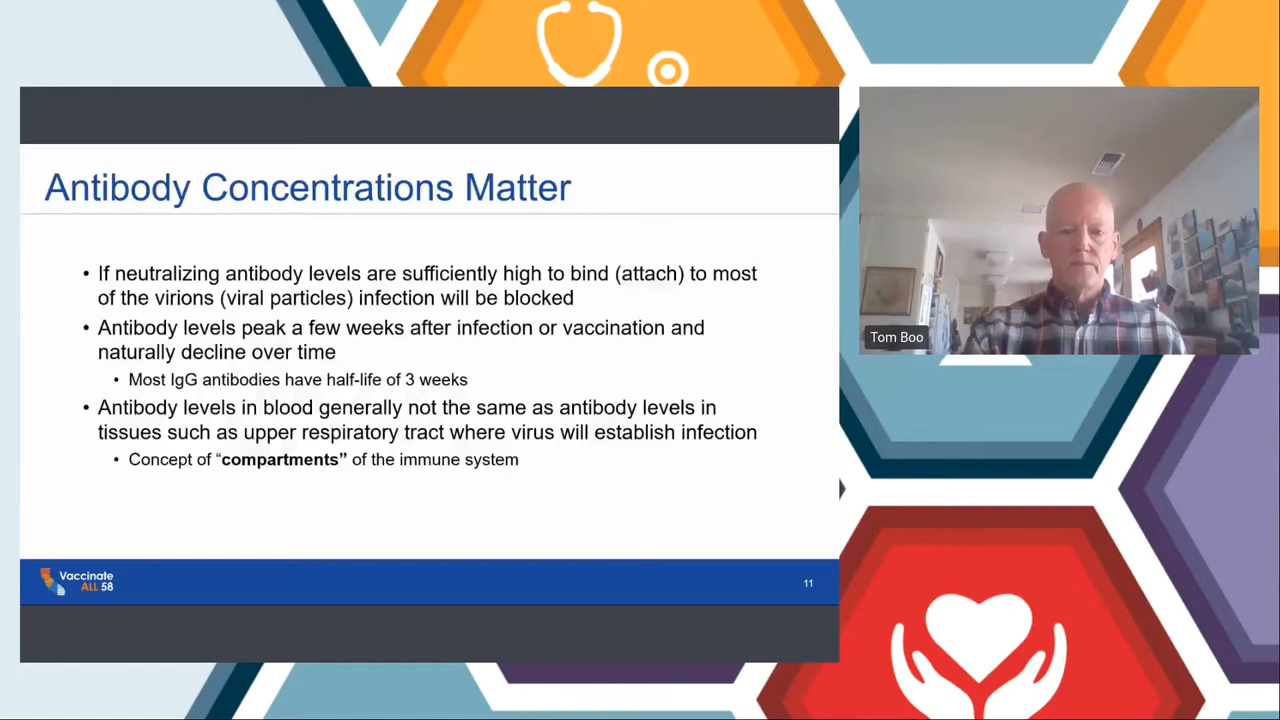 Antibody Concentrations Matter
• If neutralizing antibody levels are sufficiently high to bind (attach) to most
of the virions (viral particles) infection will be blocked
• Antibody levels peak a few weeks after infection or vaccination and
naturally decline over time
• Most IgG antibodies have half-life of 3 weeks
• Antibody levels in blood generally not the same as antibody levels in
tissues such as upper respiratory tract where virus will establish infection
• Concept of “compartments” of the immune system
Vaccinate
ALL 58
11
Tom Boo